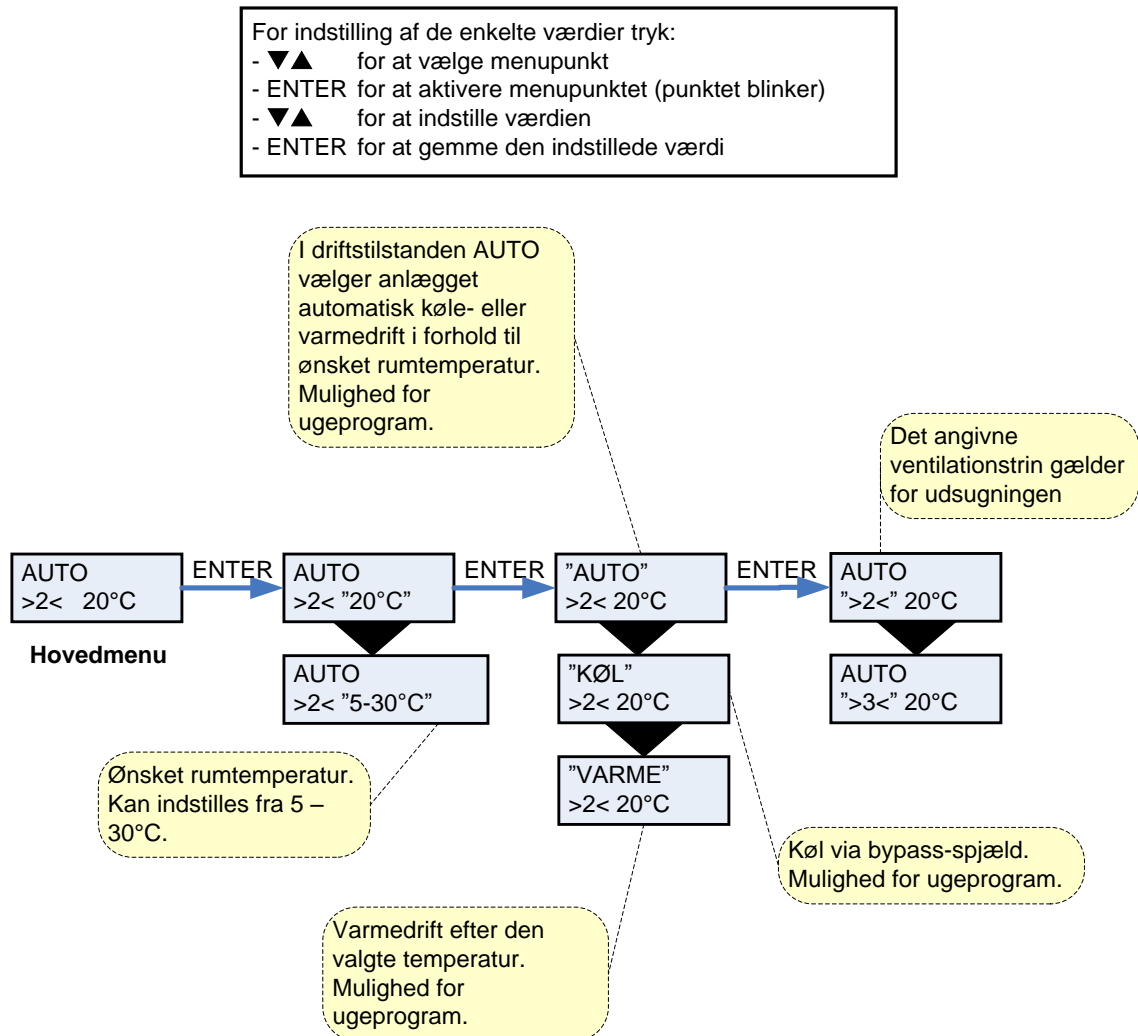 For indstilling af de enkelte værdier tryk:
- ▼▲ for at vælge menupunkt
- ENTER for at aktivere menupunktet (punktet blinker)
- ▼▲ for at indstille værdien
- ENTER for at gemme den indstillede værdi
I driftstilstanden AUTO
vælger anlægget
automatisk køle- eller
varmedrift i forhold til
ønsket rumtemperatur.
Mulighed for
ugeprogram.
Det angivne
ventilationstrin gælder
for udsugningen
AUTO
>2< 20°C
ENTER
AUTO
>2< "20°C"
ENTER
"AUTO"
>2< 20°C
ENTER
AUTO
">2<" 20°C
Hovedmenu
AUTO
>2< "5-30°C"
"KØL"
>2< 20°C
AUTO
">3<" 20°C
"VARME"
>2< 20°C
Ønsket rumtemperatur.
Kan indstilles fra 5 –
30°C.
Køl via bypass-spjæld.
Mulighed for ugeprogram.
Varmedrift efter den
valgte temperatur.
Mulighed for
ugeprogram.